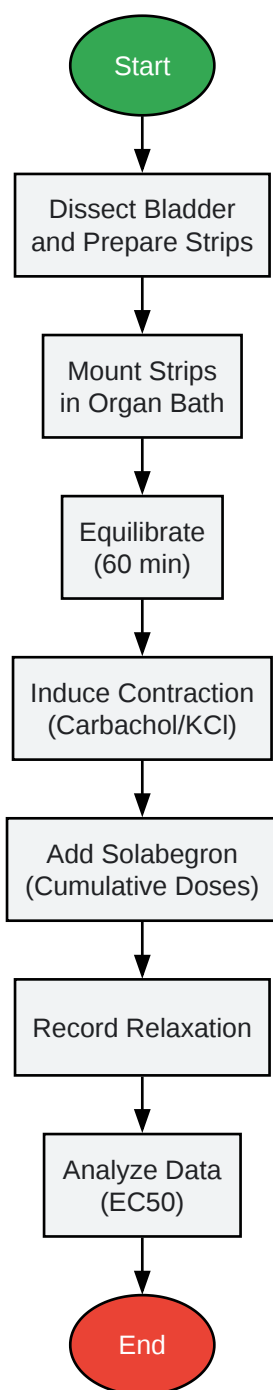 Start
Dissect Bladder
and Prepare Strips
Mount Strips
in Organ Bath
Equilibrate
(60 min)
Induce Contraction
(Carbachol/KCl)
Add Solabegron
(Cumulative Doses)
Record Relaxation
Analyze Data
(EC50)
End